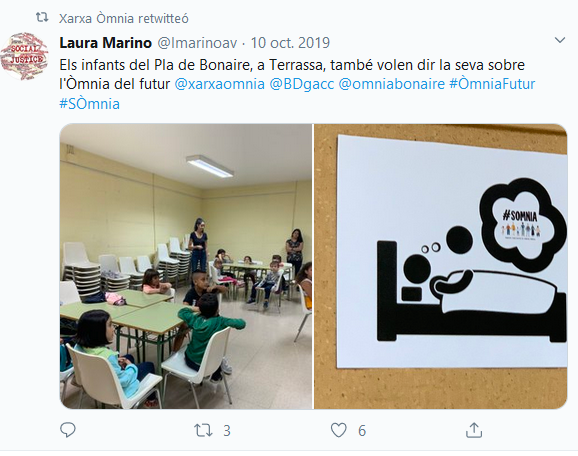 Xarxa Òmnia retwitteó
SOCIAL
JUSTICE
Laura Marino @lmarinoav · 10 oct. 2019
Els infants del Pla de Bonaire, a Terrassa, també volen dir la seva sobre
l'Òmnia del futur @xarxaomnia @BDgacc @omniabonaire #ÒmniaFutur
#SÒmnia
#SOMNIA
3
6